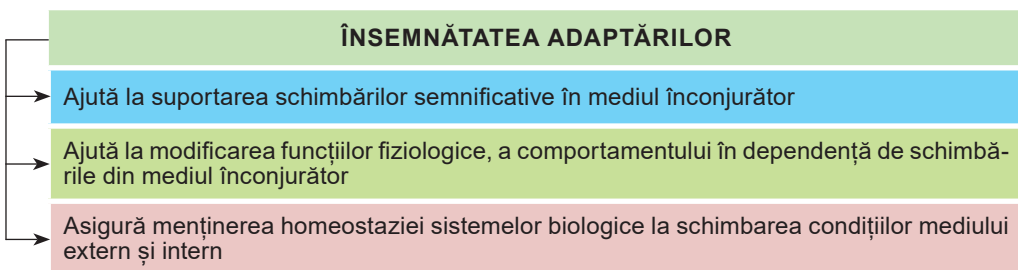 ÎNSEMNĂTATEA ADAPTĂRILOR
Ajută la suportarea schimbărilor semnificative în mediul înconjurător
Ajută la modificarea funcțiilor fiziologice, a comportamentului în dependență de schimbă-
rile din mediul înconjurător
Asigură menținerea homeostaziei sistemelor biologice la schimbarea condițiilor mediului
extern și intern